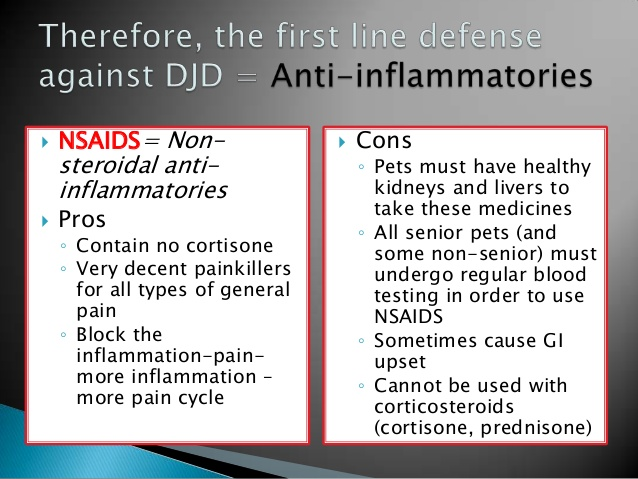 Therefore, the first line defense
against DJD = Anti-inflammatories
NSAIDS= Non-
steroidal anti-
inflammatories
Pros
Contain no cortisone
Very decent painkillers
for all types of general
pain
Block the
inflammation-pain-
more inflammation –
more pain cycle
Cons
Pets must have healthy
kidneys and livers to
take these medicines
All senior pets (and
some non-senior) must
undergo regular blood
testing in order to use
NSAIDS
Sometimes cause GI
upset
Cannot be used with
corticosteroids
(cortisone, prednisone)